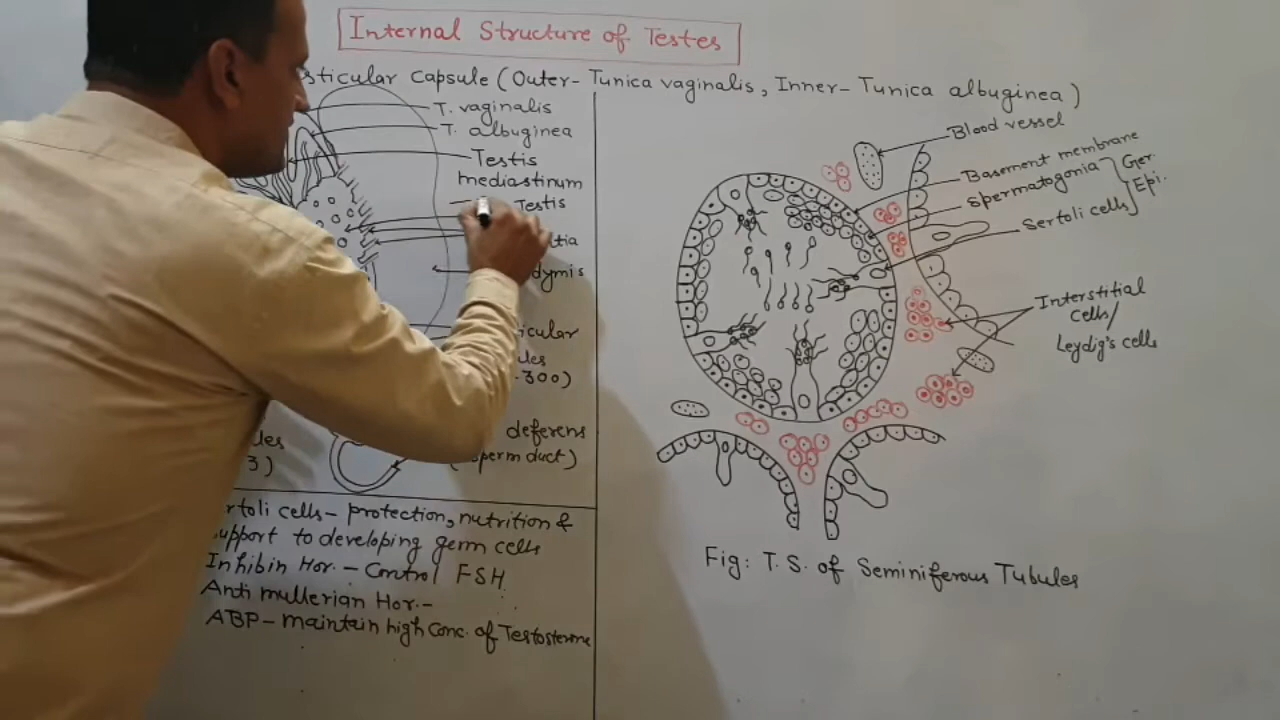 Internal Structure of Testes
sticular Capsule (Outer- Tunica vaginalis, Inner- Tunica albuginea)
T. vaginalis
T. albuginea
Testis
mediastinum
Testis
dymis
icular
300)
deferens
sperm duct)
3)
rtoli cells- protection, nutrition &
upport to developing germ cells
Inhibin Hor. - Control FSH
Anti mullerian Hor.-
ABP- maintain high Conc. of Testosterone
Blood vessel
Basement membrane
spermatogonia
Ger.
Epi.
Sertoli cells
Interstitial
cells/
Leydig's cells
Fig: T. S. of Seminiferous Tubules